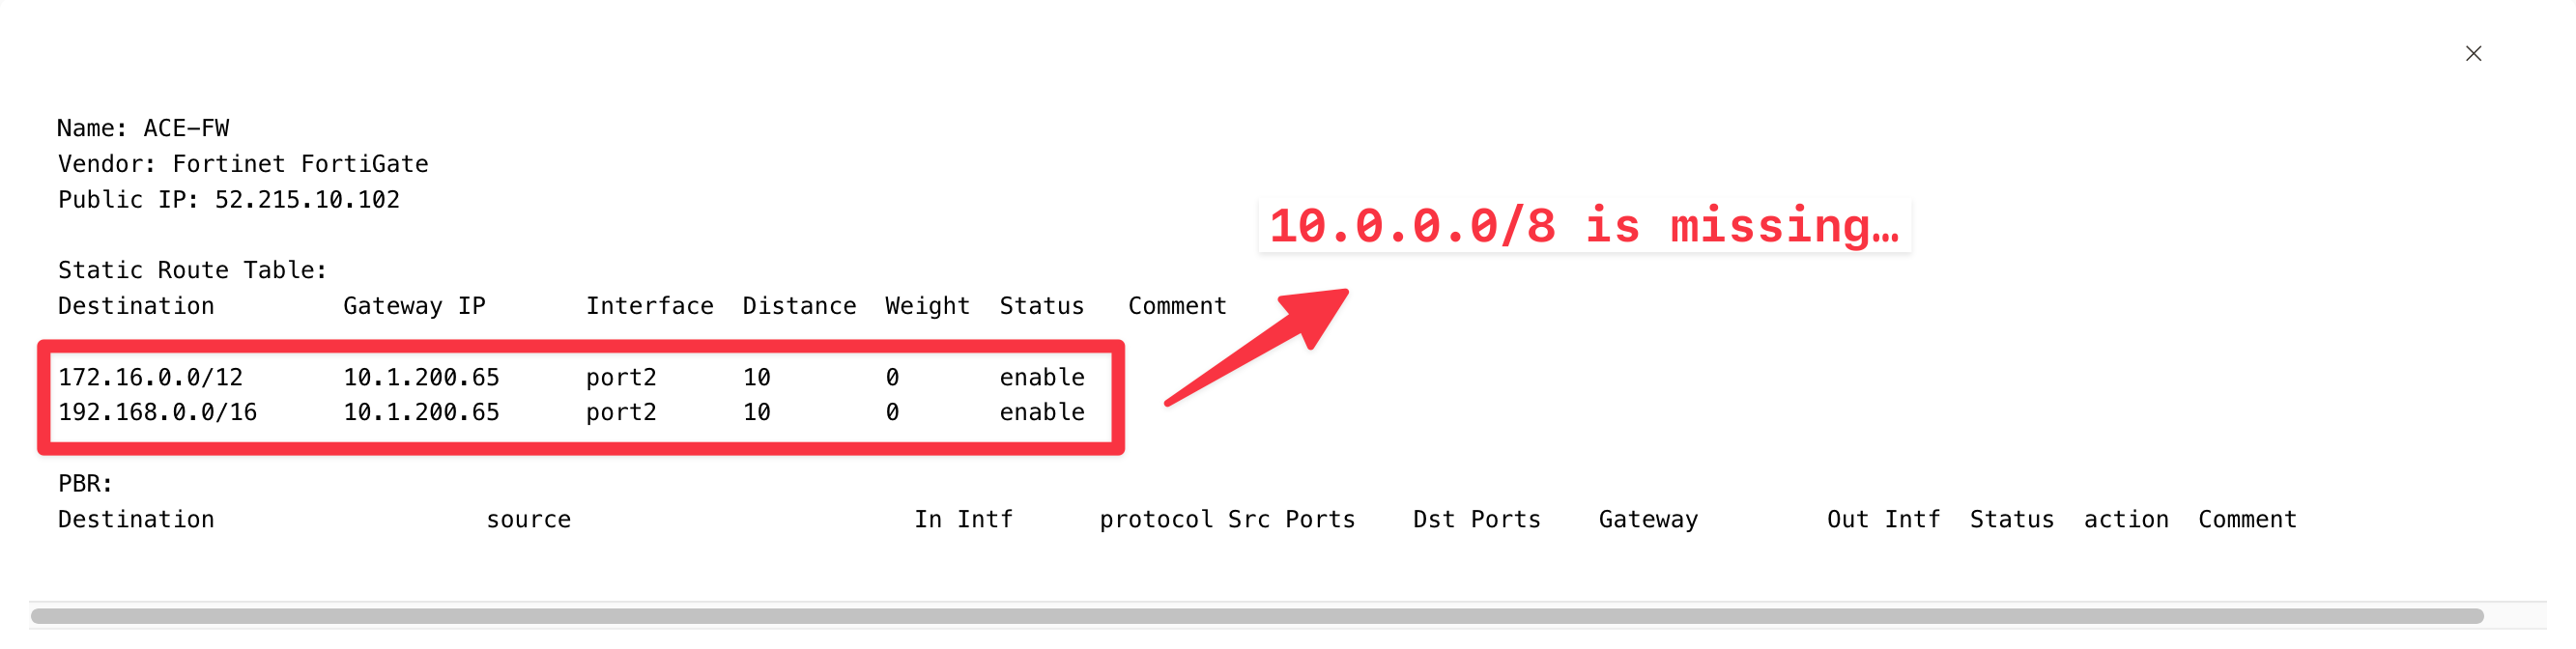 Name: ACE-FW
Vendor: Fortinet FortiGate
Public IP: 52.215.10.102
10.0.0.0/8 is missing…
Static Route Table:
Destination Gateway IP Interface Distance Weight Status Comment
172.16.0.0/12 10.1.200.65 port2 10 0 enable
192.168.0.0/16 10.1.200.65 port2 10 0 enable
PBR:
Destination source In Intf protocol Src Ports Dst Ports Gateway Out Intf Status action Comment